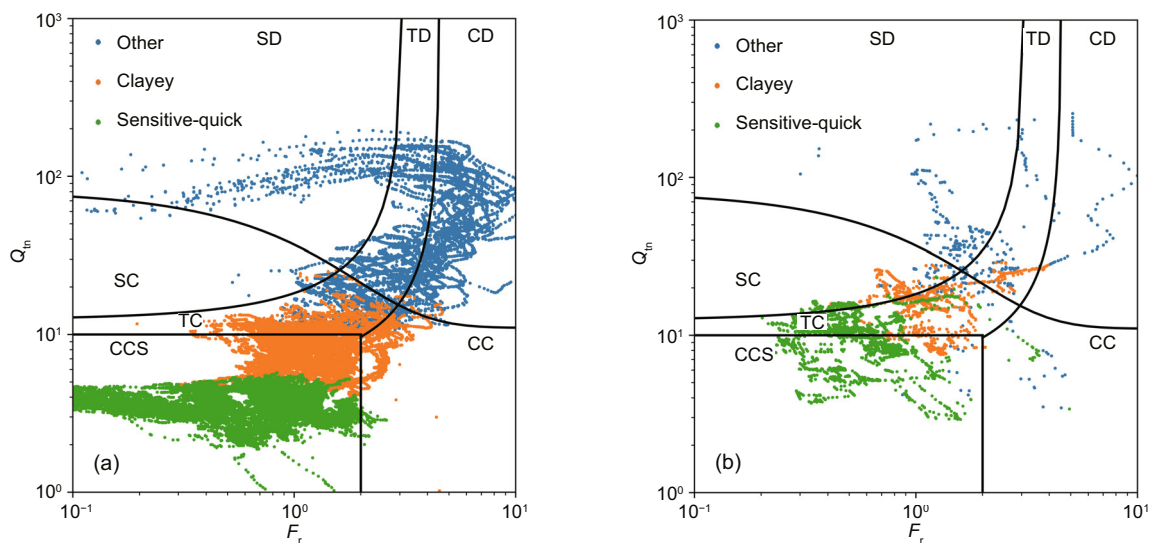 10³
SD
TD
CD
Other
Clayey
Sensitive-quick
10²
Qtn
SC
TC
10¹
CCS
CC
(a)
10⁰
10⁻¹
10⁰
10¹
Fr
10³
SD
TD
CD
Other
Clayey
Sensitive-quick
10²
Qtn
SC
TC
10¹
CCS
CC
(b)
10⁰
10⁻¹
10⁰
10¹
Fr